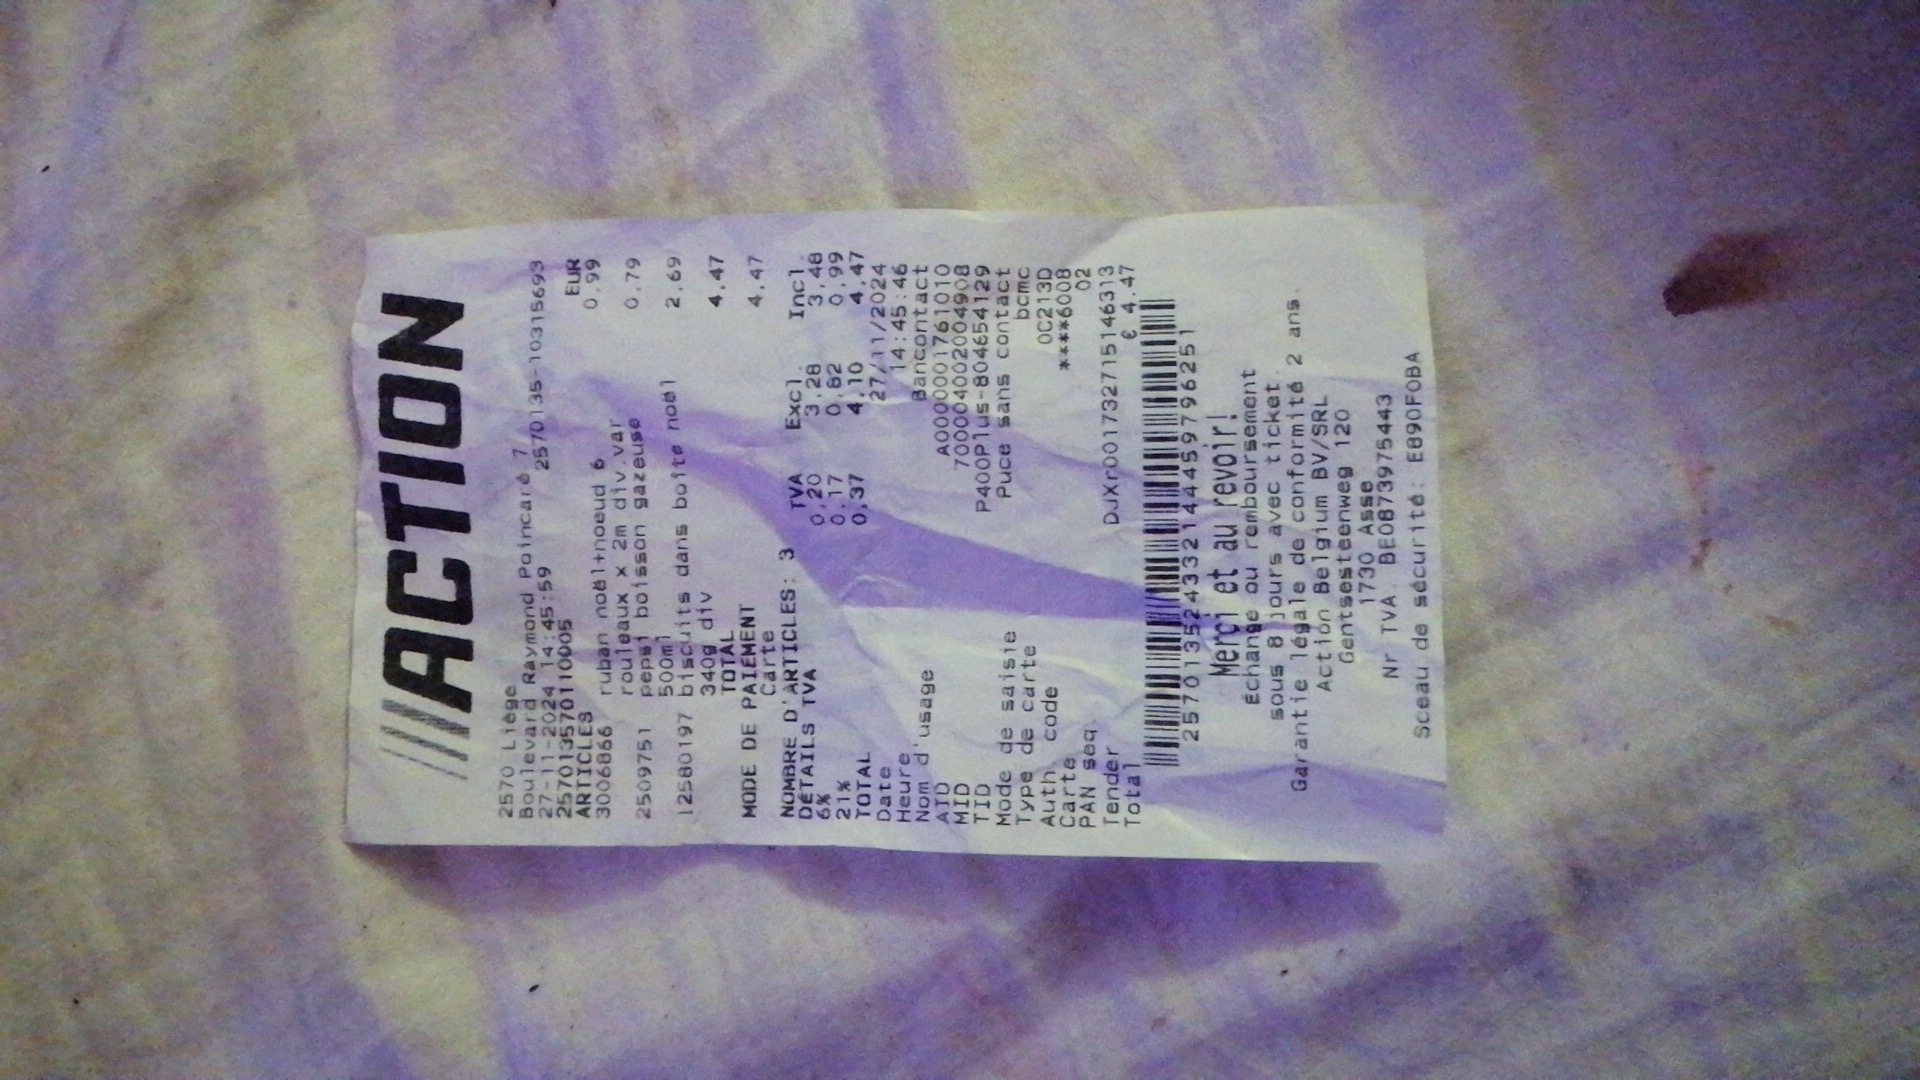 ACTION
2570 Liège
Boulevard Raymond Poincaré 7
27-11-2024 14:45:59 2570135-10315693
257013570110005
ARTICLES EUR
3006866 ruban noël+noeud 6 0,99
rouleaux x 2m div.var
2509751 pepsi boisson gazeuse 0,79
500ml
12580197 biscuits dans boîte noël 2,69
340g div
TOTAL 4,47
MODE DE PAIEMENT
Carte 4,47
NOMBRE D'ARTICLES: 3
DÉTAILS TVA TVA Excl. Incl.
6% 0,20 3,28 3,48
21% 0,17 0,82 0,99
TOTAL 0,37 4,10 4,47
Date 27/11/2024
Heure 14:45:46
Nom d'usage Bancontact
AID A0000001761010
MID 70000400200​4908
TID P400Plus-804654129
Mode de saisie Puce sans contact
Type de carte bcmc
Auth. code 0C213D
Carte ****6008
PAN seq. 02
Tender DJXr001732715146313
Total € 4.47
257013524332144459796251
Merci et au revoir!
Échange ou remboursement
sous 8 jours avec ticket.
Garantie légale de conformité 2 ans.
Action Belgium BV/SRL
Gentsesteenweg 120
1730 Asse
Nr TVA. BE0873975443
Sceau de sécurité: E890F0BA